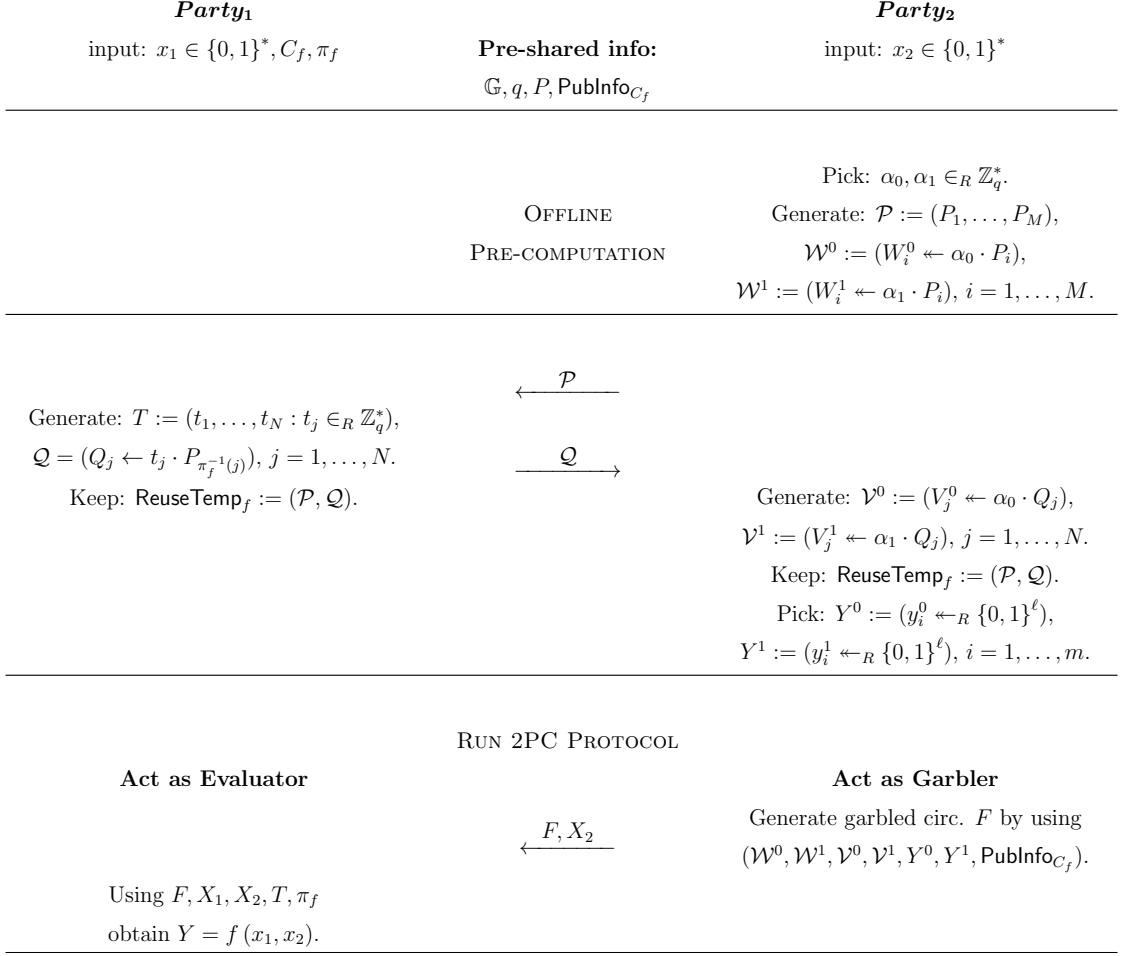 Party₁ Party₂
input: x₁ ∈ {0, 1}*, C_f, π_f Pre-shared info: input: x₂ ∈ {0, 1}*
𝔾, q, P, PubInfo_{C_f}
Pick: α₀, α₁ ∈_R ℤ_q^*.
OFFLINE Generate: 𝒫 := (P₁, . . . , P_M),
PRE-COMPUTATION 𝒲⁰ := (W_i^0 ↞ α₀ · P_i),
𝒲¹ := (W_i^1 ↞ α₁ · P_i), i = 1, . . . , M.
𝒫
Generate: T := (t₁, . . . , t_N : t_j ∈_R ℤ_q^*),
𝒬 = (Q_j ← t_j · P_{π_f^{-1}(j)}), j = 1, . . . , N. 𝒬
Keep: ReuseTemp_f := (𝒫, 𝒬). Generate: 𝒱⁰ := (V_j^0 ↞ α₀ · Q_j),
𝒱¹ := (V_j^1 ↞ α₁ · Q_j), j = 1, . . . , N.
Keep: ReuseTemp_f := (𝒫, 𝒬).
Pick: Y⁰ := (y_i^0 ↞_R {0, 1}^ℓ),
Y¹ := (y_i^1 ↞_R {0, 1}^ℓ), i = 1, . . . , m.
RUN 2PC PROTOCOL
Act as Evaluator Act as Garbler
Generate garbled circ. F by using
F, X₂
(𝒲⁰, 𝒲¹, 𝒱⁰, 𝒱¹, Y⁰, Y¹, PubInfo_{C_f}).
Using F, X₁, X₂, T, π_f
obtain Y = f (x₁, x₂).